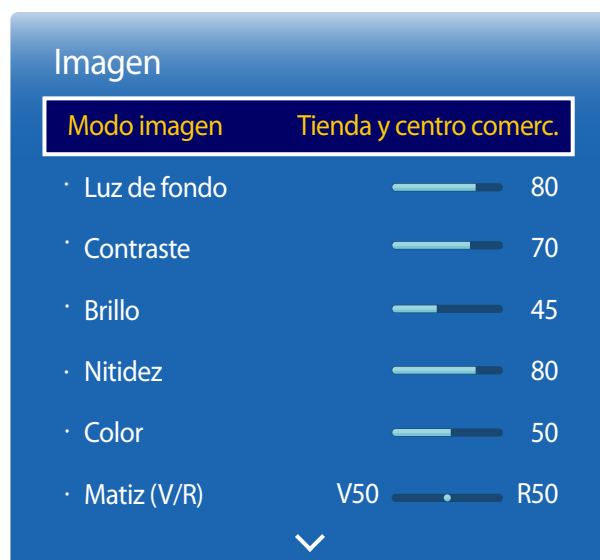 Imagen
Modo imagen Tienda y centro comerc.
· Luz de fondo 80
· Contraste 70
· Brillo 45
· Nitidez 80
· Color 50
· Matiz (V/R) V50 R50